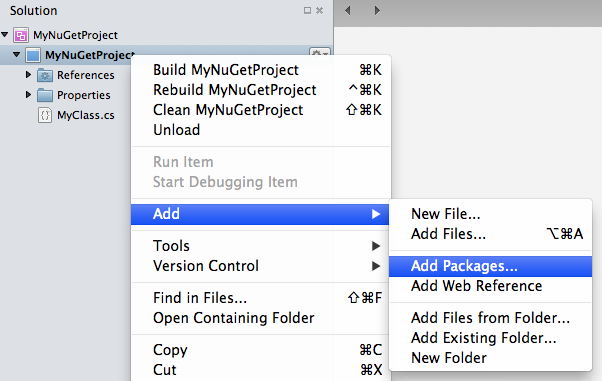 Solution
MyNuGetProject
MyNuGetProject
References
Properties
MyClass.cs
Build MyNuGetProject ⌘K
Rebuild MyNuGetProject ^⌘K
Clean MyNuGetProject ⇧⌘K
Unload
Run Item
Start Debugging Item
Add
Tools
Version Control
Find in Files... ⇧⌘F
Open Containing Folder
Copy ⌘C
Cut ⌘X
New File...
Add Files... ⌥⌘A
Add Packages...
Add Web Reference
Add Files from Folder...
Add Existing Folder...
New Folder